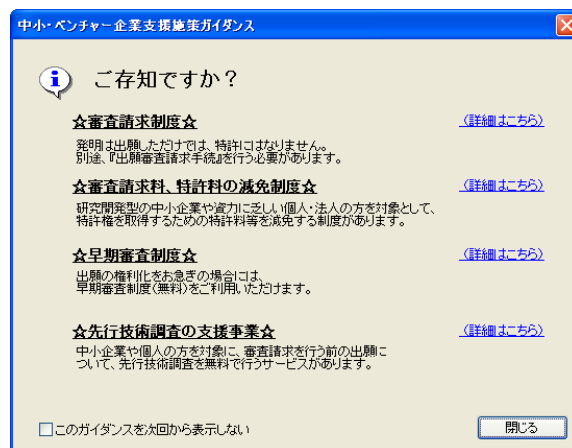 中小・ベンチャー企業支援施策ガイダンス
ご存知ですか？
☆審査請求制度☆
(詳細はこちら)
発明は出願しただけでは、特許にはなりません。
別途、『出願審査請求手続』を行う必要があります。
☆審査請求料、特許料の減免制度☆
(詳細はこちら)
研究開発型の中小企業や資力に乏しい個人・法人の方を対象として、
特許権を取得するための特許料等を減免する制度があります。
☆早期審査制度☆
(詳細はこちら)
出願の権利化をお急ぎの場合には、
早期審査制度(無料)をご利用いただけます。
☆先行技術調査の支援事業☆
(詳細はこちら)
中小企業や個人の方を対象に、審査請求を行う前の出願に
ついて、先行技術調査を無料で行うサービスがあります。
このガイダンスを次回から表示しない
閉じる